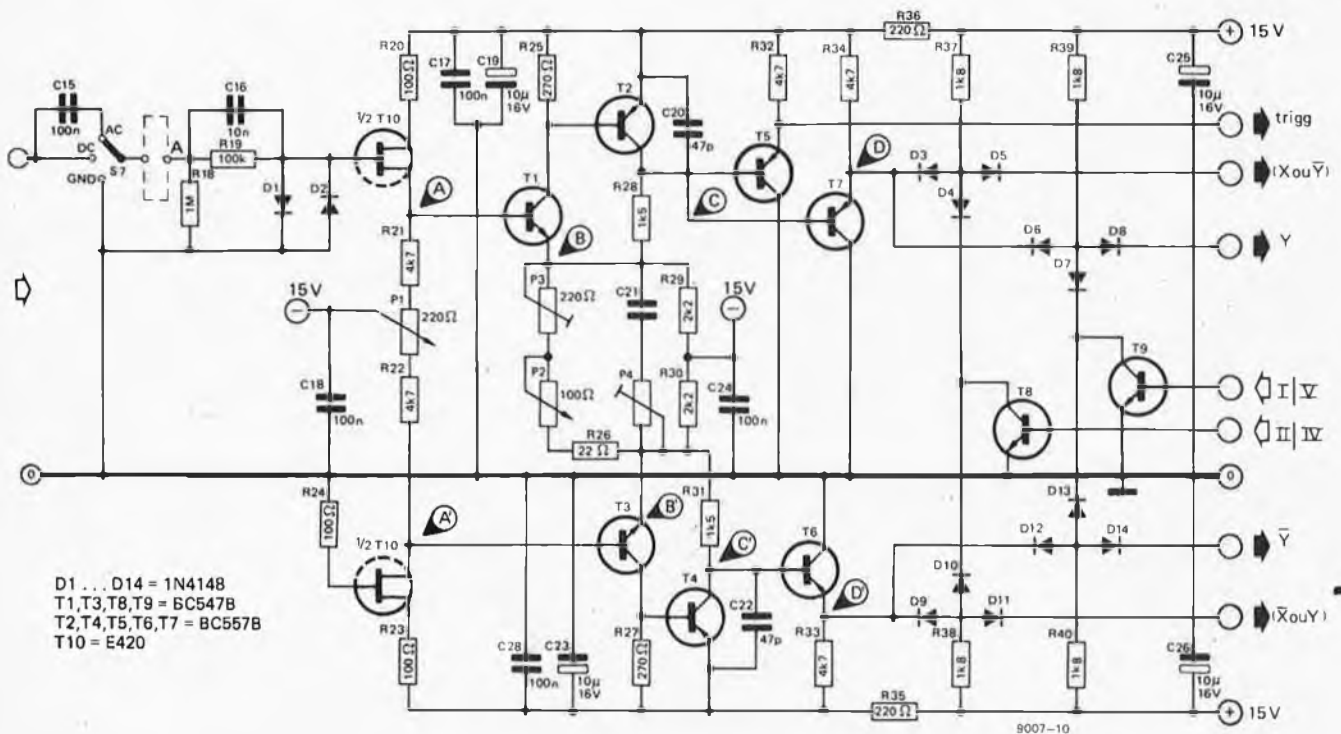 C15
100n
AC
DC
GND
S7
A
C16
10n
R19
100k
R18
1M
D1
D2
R20
100Ω
½ T10
A
R21
4k7
15V
−
P1
220Ω
R22
4k7
C18
100n
C17
100n
C19
10µ
16V
R25
270Ω
T1
B
T2
C20
47p
R28
1k5
C
P3
220Ω
P2
100Ω
R26
22Ω
C21
P4
R29
2k2
R30
2k2
15V
−
C24
100n
R32
4k7
T5
R34
4k7
T7
D
R36
220Ω
R37
1k8
R39
1k8
D3
D5
D4
D6
D8
D7
T8
T9
C25
10µ
16V
+ 15V
trigg
(XouY̅)
Y
I|V
II|IV
0
0
R24
100Ω
½ T10
A'
R23
100Ω
C28
100n
C23
10µ
16V
T3
B'
R27
270Ω
R31
1k5
C'
T4
C22
47p
T6
D'
R33
4k7
R35
220Ω
D13
D12
D14
D10
D9
D11
R38
1k8
R40
1k8
C26
10µ
16V
Y̅
(X̅ouY)
15V
D1 . . . D14 = 1N4148
T1,T3,T8,T9 = BC547B
T2,T4,T5,T6,T7 = BC557B
T10 = E420
9007-10